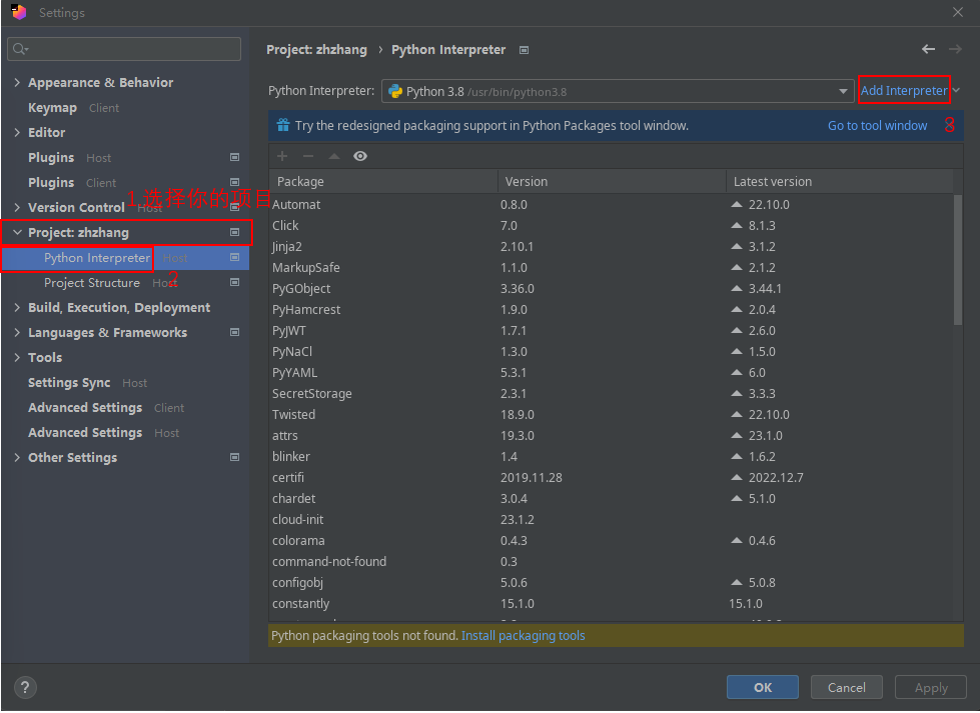 Settings
Project: zhzhang › Python Interpreter
Appearance & Behavior
Keymap Client
Editor
Plugins Host
Plugins Client
Version Control Host
1.选择你的项目
Project: zhzhang
Python Interpreter Host
2
Project Structure Host
Build, Execution, Deployment
Languages & Frameworks
Tools
Settings Sync Host
Advanced Settings Client
Advanced Settings Host
Other Settings
Python Interpreter: Python 3.8 /usr/bin/python3.8 Add Interpreter
Try the redesigned packaging support in Python Packages tool window. Go to tool window
Package Version Latest version
Automat 0.8.0 22.10.0
Click 7.0 8.1.3
Jinja2 2.10.1 3.1.2
MarkupSafe 1.1.0 2.1.2
PyGObject 3.36.0 3.44.1
PyHamcrest 1.9.0 2.0.4
PyJWT 1.7.1 2.6.0
PyNaCl 1.3.0 1.5.0
PyYAML 5.3.1 6.0
SecretStorage 2.3.1 3.3.3
Twisted 18.9.0 22.10.0
attrs 19.3.0 23.1.0
blinker 1.4 1.6.2
certifi 2019.11.28 2022.12.7
chardet 3.0.4 5.1.0
cloud-init 23.1.2
colorama 0.4.3 0.4.6
command-not-found 0.3
configobj 5.0.6 5.0.8
constantly 15.1.0 15.1.0
Python packaging tools not found. Install packaging tools
? OK Cancel Apply